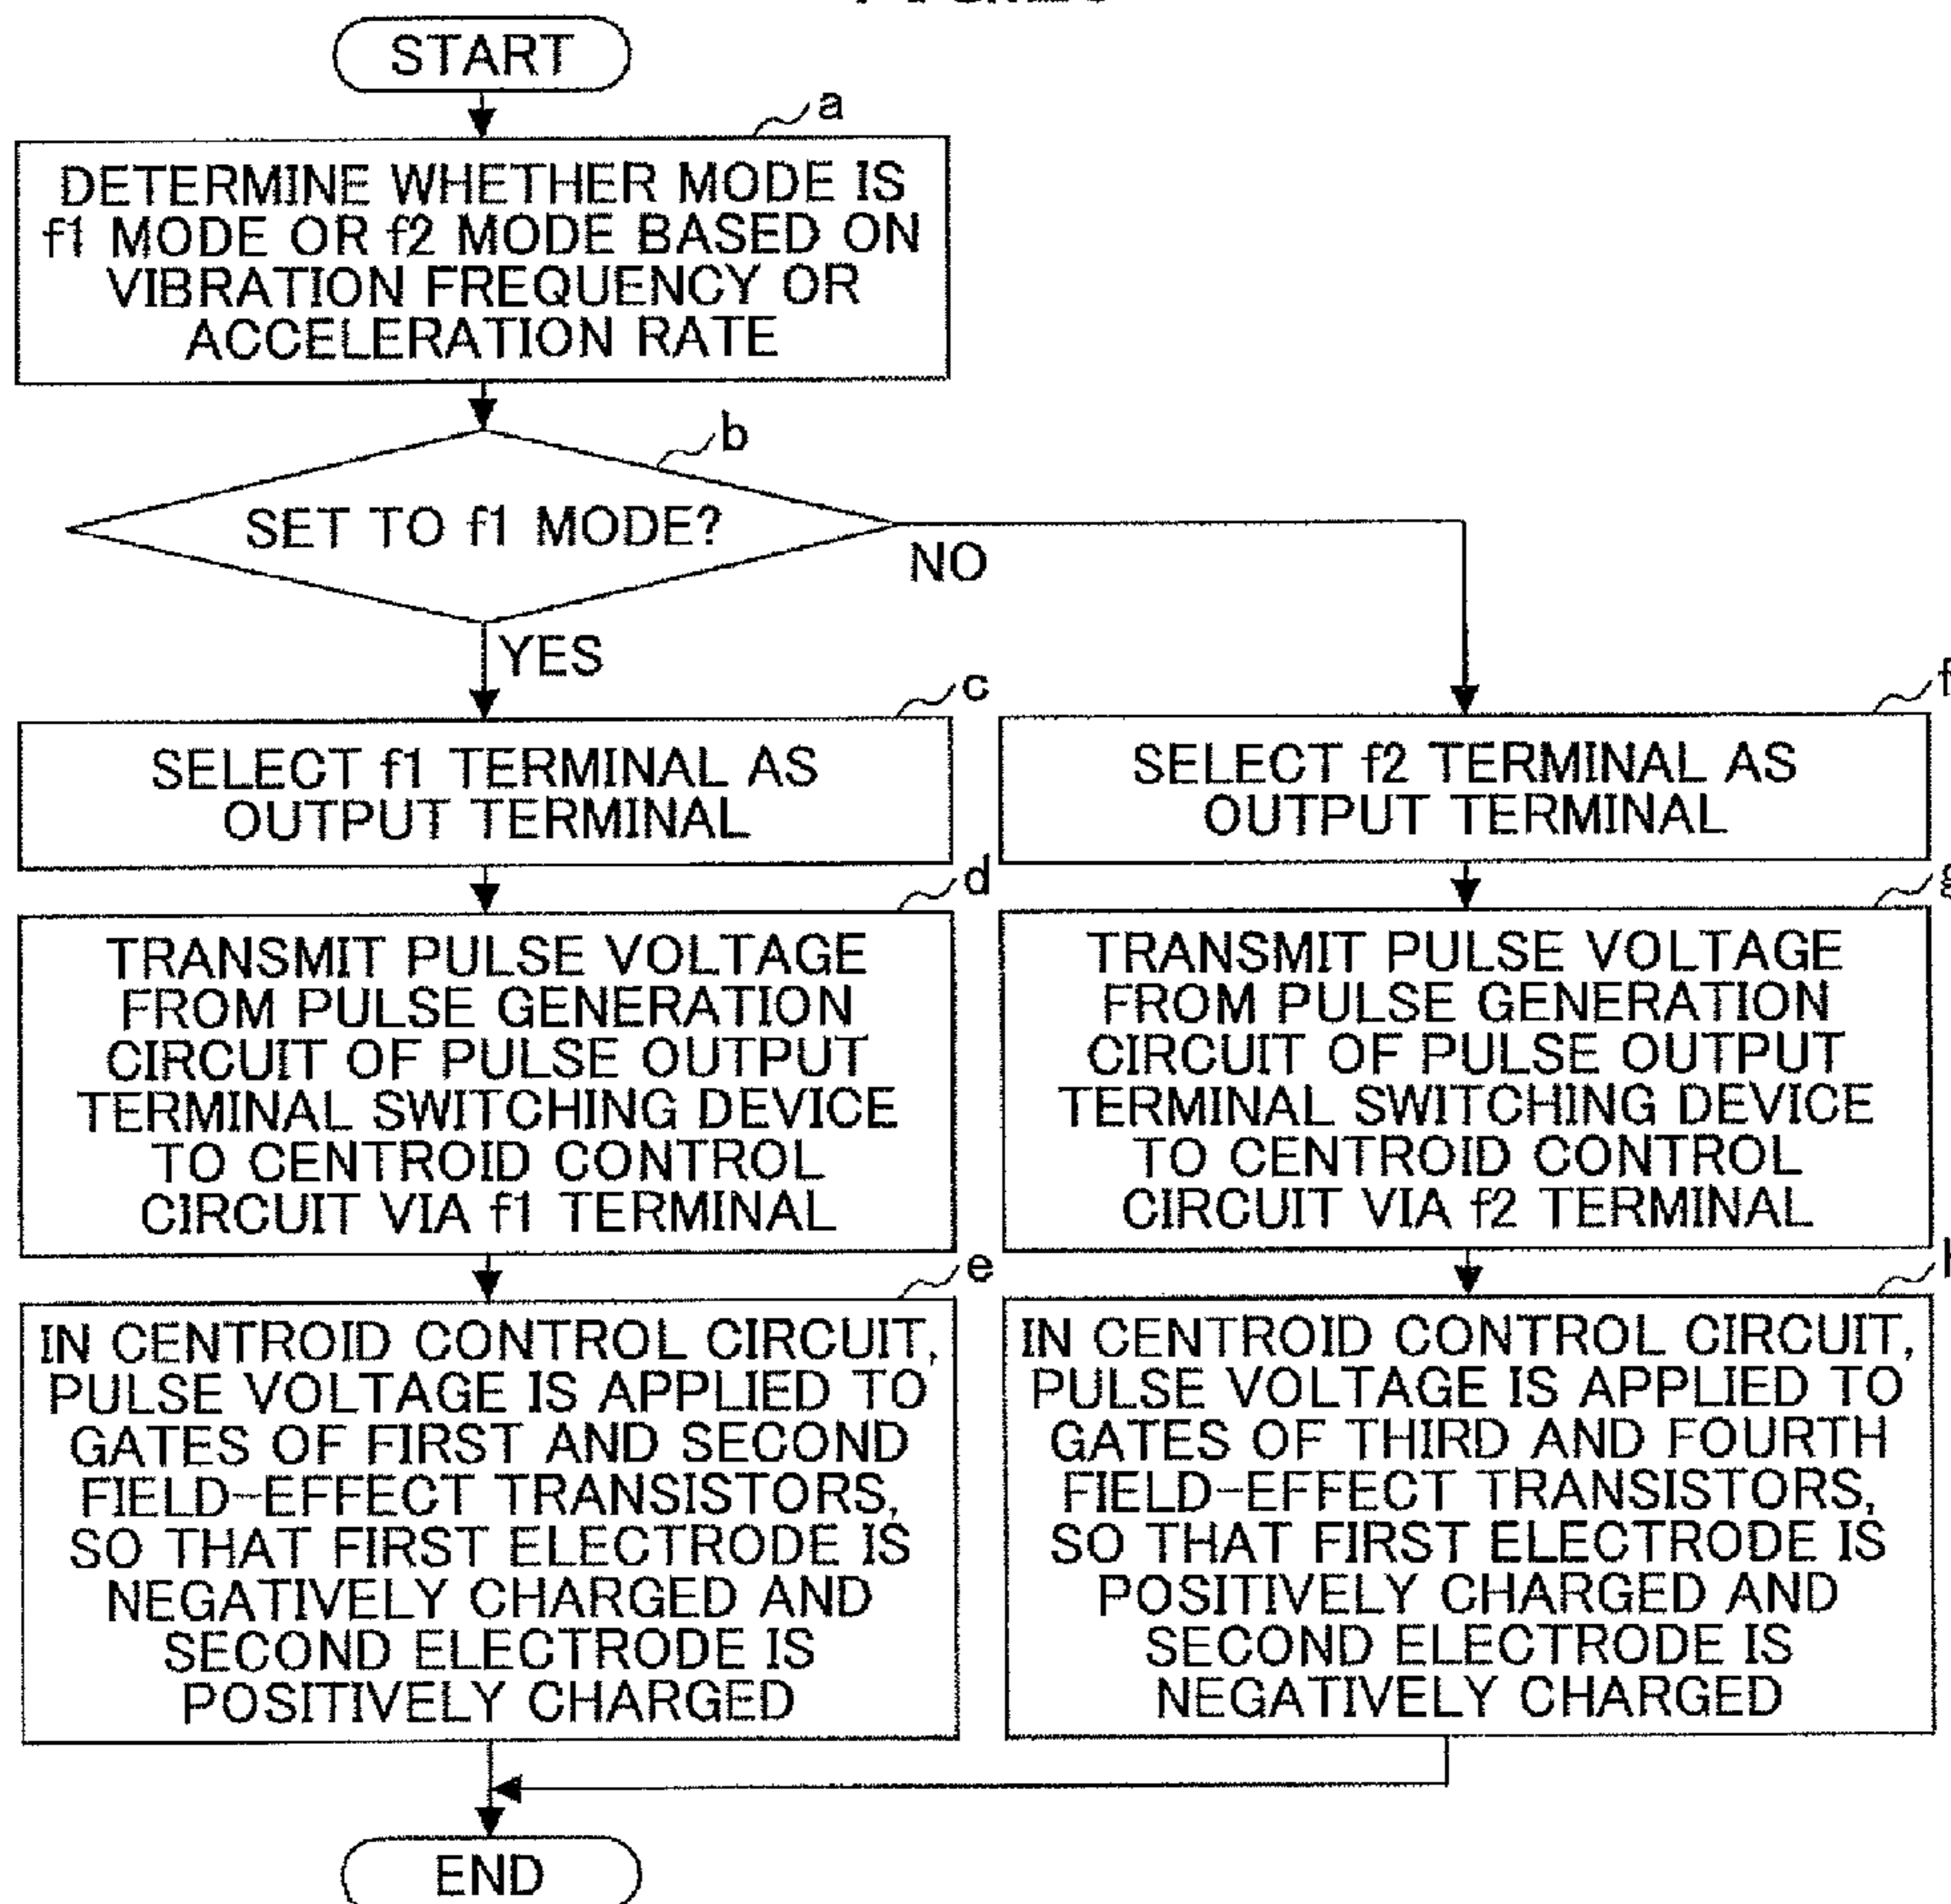 START
a
DETERMINE WHETHER MODE IS
f1 MODE OR f2 MODE BASED ON
VIBRATION FREQUENCY OR
ACCELERATION RATE
b
SET TO f1 MODE?
NO
YES
c
SELECT f1 TERMINAL AS
OUTPUT TERMINAL
f
SELECT f2 TERMINAL AS
OUTPUT TERMINAL
d
TRANSMIT PULSE VOLTAGE
FROM PULSE GENERATION
CIRCUIT OF PULSE OUTPUT
TERMINAL SWITCHING DEVICE
TO CENTROID CONTROL
CIRCUIT VIA f1 TERMINAL
g
TRANSMIT PULSE VOLTAGE
FROM PULSE GENERATION
CIRCUIT OF PULSE OUTPUT
TERMINAL SWITCHING DEVICE
TO CENTROID CONTROL
CIRCUIT VIA f2 TERMINAL
e
IN CENTROID CONTROL CIRCUIT,
PULSE VOLTAGE IS APPLIED TO
GATES OF FIRST AND SECOND
FIELD-EFFECT TRANSISTORS,
SO THAT FIRST ELECTRODE IS
NEGATIVELY CHARGED AND
SECOND ELECTRODE IS
POSITIVELY CHARGED
IN CENTROID CONTROL CIRCUIT,
PULSE VOLTAGE IS APPLIED TO
GATES OF THIRD AND FOURTH
FIELD-EFFECT TRANSISTORS,
SO THAT FIRST ELECTRODE IS
POSITIVELY CHARGED AND
SECOND ELECTRODE IS
NEGATIVELY CHARGED
END